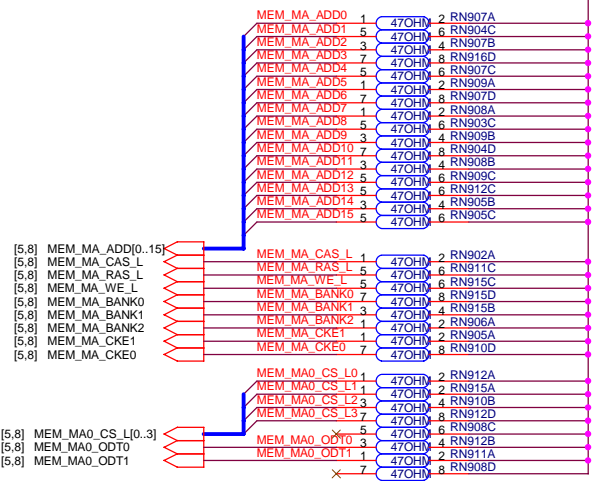 MEM_MA_ADD0 1 47OHM 2 RN907A
MEM_MA_ADD1 5 47OHM 6 RN904C
MEM_MA_ADD2 3 47OHM 4 RN907B
MEM_MA_ADD3 7 47OHM 8 RN916D
MEM_MA_ADD4 5 47OHM 6 RN907C
MEM_MA_ADD5 1 47OHM 2 RN909A
MEM_MA_ADD6 7 47OHM 8 RN907D
MEM_MA_ADD7 1 47OHM 2 RN908A
MEM_MA_ADD8 5 47OHM 6 RN903C
MEM_MA_ADD9 3 47OHM 4 RN909B
MEM_MA_ADD10 7 47OHM 8 RN904D
MEM_MA_ADD11 3 47OHM 4 RN908B
MEM_MA_ADD12 5 47OHM 6 RN909C
MEM_MA_ADD13 5 47OHM 6 RN912C
MEM_MA_ADD14 3 47OHM 4 RN905B
MEM_MA_ADD15 5 47OHM 6 RN905C
[5,8] MEM_MA_ADD[0..15]
[5,8] MEM_MA_CAS_L MEM_MA_CAS_L 1 47OHM 2 RN902A
[5,8] MEM_MA_RAS_L MEM_MA_RAS_L 5 47OHM 6 RN911C
[5,8] MEM_MA_WE_L MEM_MA_WE_L 5 47OHM 6 RN915C
[5,8] MEM_MA_BANK0 MEM_MA_BANK0 7 47OHM 8 RN915D
[5,8] MEM_MA_BANK1 MEM_MA_BANK1 3 47OHM 4 RN915B
[5,8] MEM_MA_BANK2 MEM_MA_BANK2 1 47OHM 2 RN906A
[5,8] MEM_MA_CKE1 MEM_MA_CKE1 1 47OHM 2 RN905A
[5,8] MEM_MA_CKE0 MEM_MA_CKE0 7 47OHM 8 RN910D
MEM_MA0_CS_L0 1 47OHM 2 RN912A
MEM_MA0_CS_L1 1 47OHM 2 RN915A
MEM_MA0_CS_L2 3 47OHM 4 RN910B
MEM_MA0_CS_L3 7 47OHM 8 RN912D
[5,8] MEM_MA0_CS_L[0..3] 5 47OHM 6 RN908C
[5,8] MEM_MA0_ODT0 MEM_MA0_ODT0 3 47OHM 4 RN912B
[5,8] MEM_MA0_ODT1 MEM_MA0_ODT1 1 47OHM 2 RN911A
7 47OHM 8 RN908D